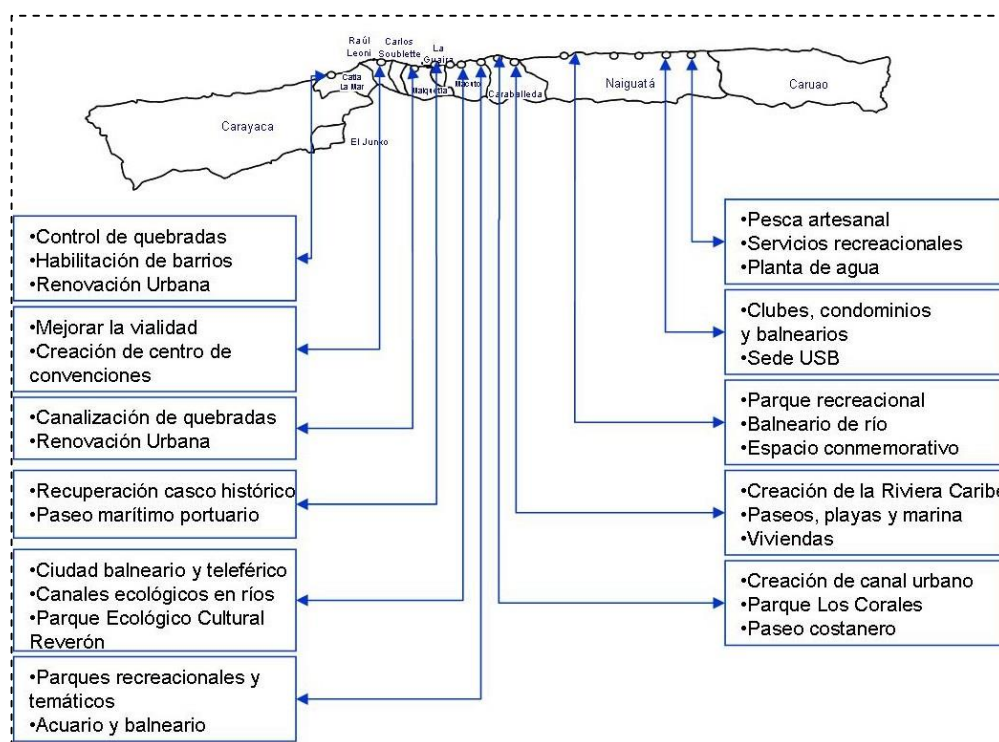 Raúl
Leoni
Carlos
Soublette
La
Guaira
Catia
La Mar
Maiquetía
Macuto
Caraballeda
Naiguatá
Caruao
Carayaca
El Junko
•Control de quebradas
•Habilitación de barrios
•Renovación Urbana
•Mejorar la vialidad
•Creación de centro de
convenciones
•Canalización de quebradas
•Renovación Urbana
•Recuperación casco histórico
•Paseo marítimo portuario
•Ciudad balneario y teleférico
•Canales ecológicos en ríos
•Parque Ecológico Cultural
Reverón
•Parques recreacionales y
temáticos
•Acuario y balneario
•Pesca artesanal
•Servicios recreacionales
•Planta de agua
•Clubes, condominios
y balnearios
•Sede USB
•Parque recreacional
•Balneario de río
•Espacio conmemorativo
•Creación de la Riviera Caribe
•Paseos, playas y marina
•Viviendas
•Creación de canal urbano
•Parque Los Corales
•Paseo costanero